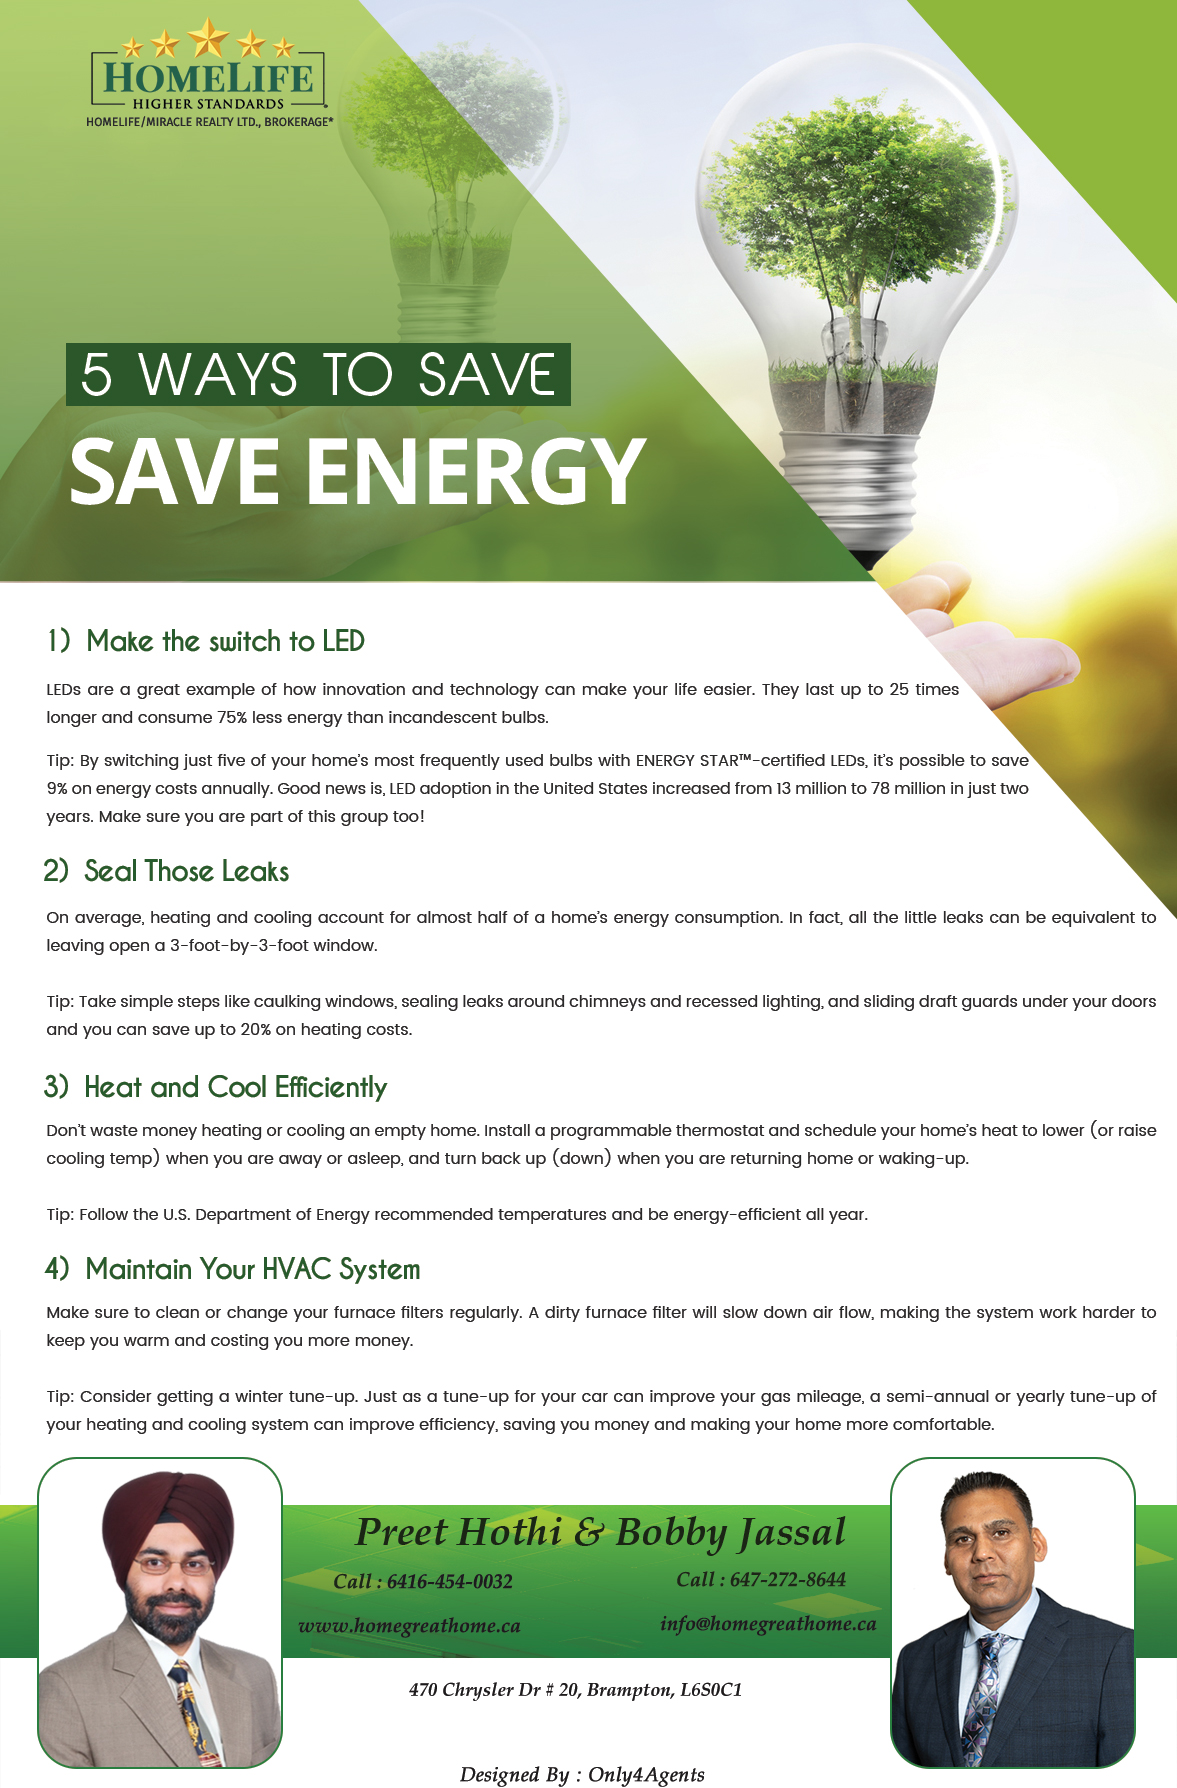 HOMELIFE
HIGHER STANDARDS
HOMELIFE/MIRACLE REALTY LTD., BROKERAGE*
5 WAYS TO SAVE
SAVE ENERGY
1) Make the switch to LED
LEDs are a great example of how innovation and technology can make your life easier. They last up to 25 times
longer and consume 75% less energy than incandescent bulbs.
Tip: By switching just five of your home's most frequently used bulbs with ENERGY STAR™-certified LEDs, it's possible to save
9% on energy costs annually. Good news is, LED adoption in the United States increased from 13 million to 78 million in just two
years. Make sure you are part of this group too!
2) Seal Those Leaks
On average, heating and cooling account for almost half of a home's energy consumption. In fact, all the little leaks can be equivalent to
leaving open a 3-foot-by-3-foot window.
Tip: Take simple steps like caulking windows, sealing leaks around chimneys and recessed lighting, and sliding draft guards under your doors
and you can save up to 20% on heating costs.
3) Heat and Cool Efficiently
Don't waste money heating or cooling an empty home. Install a programmable thermostat and schedule your home's heat to lower (or raise
cooling temp) when you are away or asleep, and turn back up (down) when you are returning home or waking-up.
Tip: Follow the U.S. Department of Energy recommended temperatures and be energy-efficient all year.
4) Maintain Your HVAC System
Make sure to clean or change your furnace filters regularly. A dirty furnace filter will slow down air flow, making the system work harder to
keep you warm and costing you more money.
Tip: Consider getting a winter tune-up. Just as a tune-up for your car can improve your gas mileage, a semi-annual or yearly tune-up of
your heating and cooling system can improve efficiency, saving you money and making your home more comfortable.
Preet Hothi & Bobby Jassal
Call : 6416-454-0032
Call : 647-272-8644
www.homegreathome.ca
info@homegreathome.ca
470 Chrysler Dr # 20, Brampton, L6S0C1
Designed By : Only4Agents